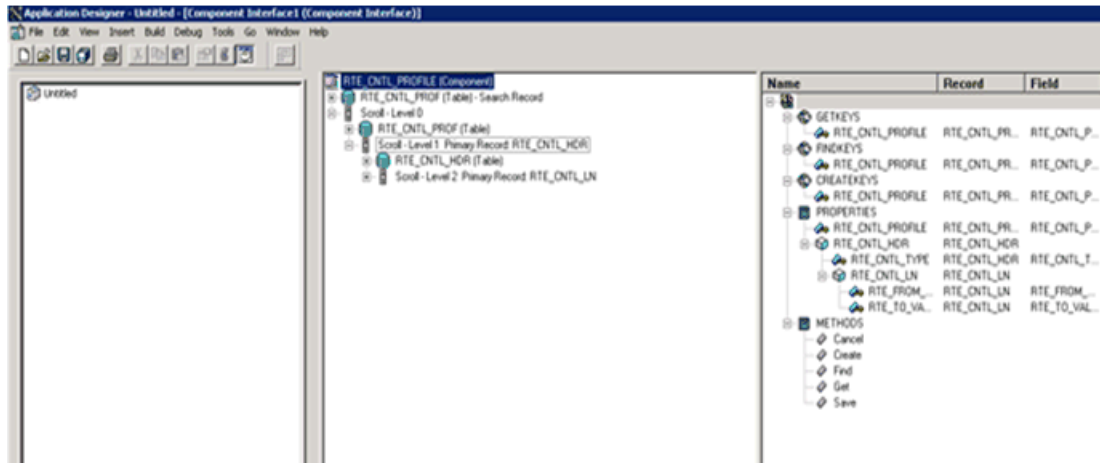 Application Designer - Untitled - [Component Interface1 (Component Interface)]
File Edit View Insert Build Debug Tools Go Window Help
Untitled
RTE_CNTL_PROFILE (Component)
RTE_CNTL_PROF (Table) - Search Record
Scroll - Level 0
RTE_CNTL_PROF (Table)
Scroll - Level 1 Primary Record: RTE_CNTL_HDR
RTE_CNTL_HDR (Table)
Scroll - Level 2 Primary Record: RTE_CNTL_LN
Name Record Field
GETKEYS
RTE_CNTL_PROFILE RTE_CNTL_PR... RTE_CNTL_P...
FINDKEYS
RTE_CNTL_PROFILE RTE_CNTL_PR... RTE_CNTL_P...
CREATEKEYS
RTE_CNTL_PROFILE RTE_CNTL_PR... RTE_CNTL_P...
PROPERTIES
RTE_CNTL_PROFILE RTE_CNTL_PR... RTE_CNTL_P...
RTE_CNTL_HDR RTE_CNTL_HDR
RTE_CNTL_TYPE RTE_CNTL_HDR RTE_CNTL_T...
RTE_CNTL_LN RTE_CNTL_LN
RTE_FROM_... RTE_CNTL_LN RTE_FROM_...
RTE_TO_VA... RTE_CNTL_LN RTE_TO_VAL...
METHODS
Cancel
Create
Find
Get
Save